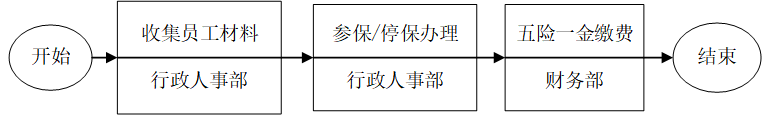 开始
收集员工材料
行政人事部
参保/停保办理
行政人事部
五险一金缴费
财务部
结束